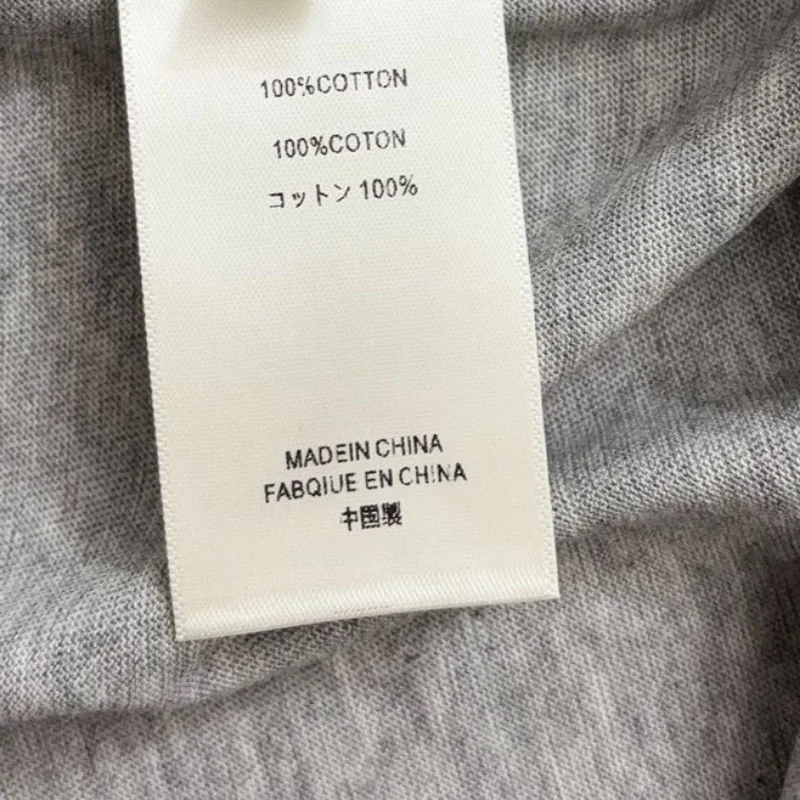 100%COTTON
100%COTON
コットン 100%
MADEIN CHINA
FABQIUE EN CHINA
中国製